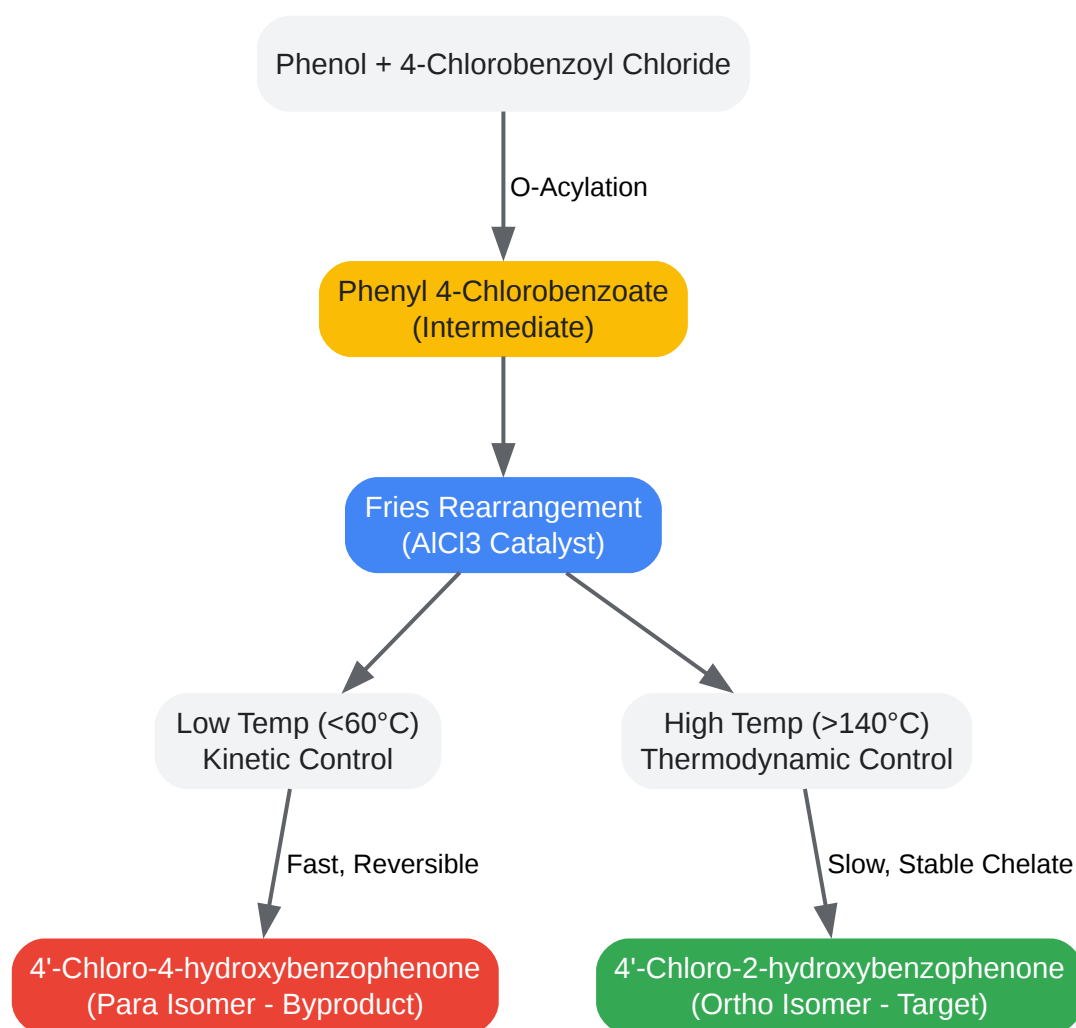 Phenol + 4-Chlorobenzoyl Chloride
O-Acylation
Phenyl 4-Chlorobenzoate
(Intermediate)
Fries Rearrangement
(AlCl3 Catalyst)
Low Temp (<60°C)
Kinetic Control
High Temp (>140°C)
Thermodynamic Control
Fast, Reversible
Slow, Stable Chelate
4'-Chloro-4-hydroxybenzophenone
(Para Isomer - Byproduct)
4'-Chloro-2-hydroxybenzophenone
(Ortho Isomer - Target)